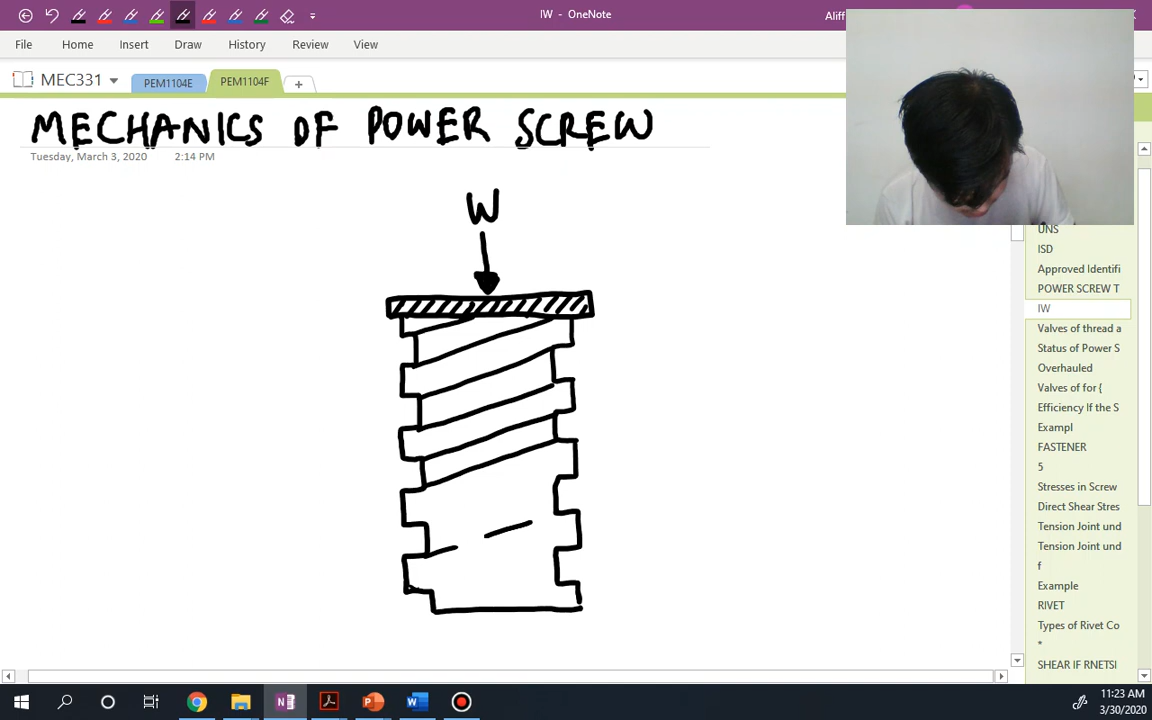 IW - OneNote
Aliff
File Home Insert Draw History Review View
MEC331 PEM1104E PEM1104F
MECHANICS OF POWER SCREW
Tuesday, March 3, 2020 2:14 PM
W
UNS
ISD
Approved Identifi
POWER SCREW T
IW
Valves of thread a
Status of Power S
Overhauled
Valves of for {
Efficiency If the S
Exampl
FASTENER
5
Stresses in Screw
Direct Shear Stres
Tension Joint und
Tension Joint und
f
Example
RIVET
Types of Rivet Co
*
SHEAR IF RNETSI
11:23 AM
3/30/2020